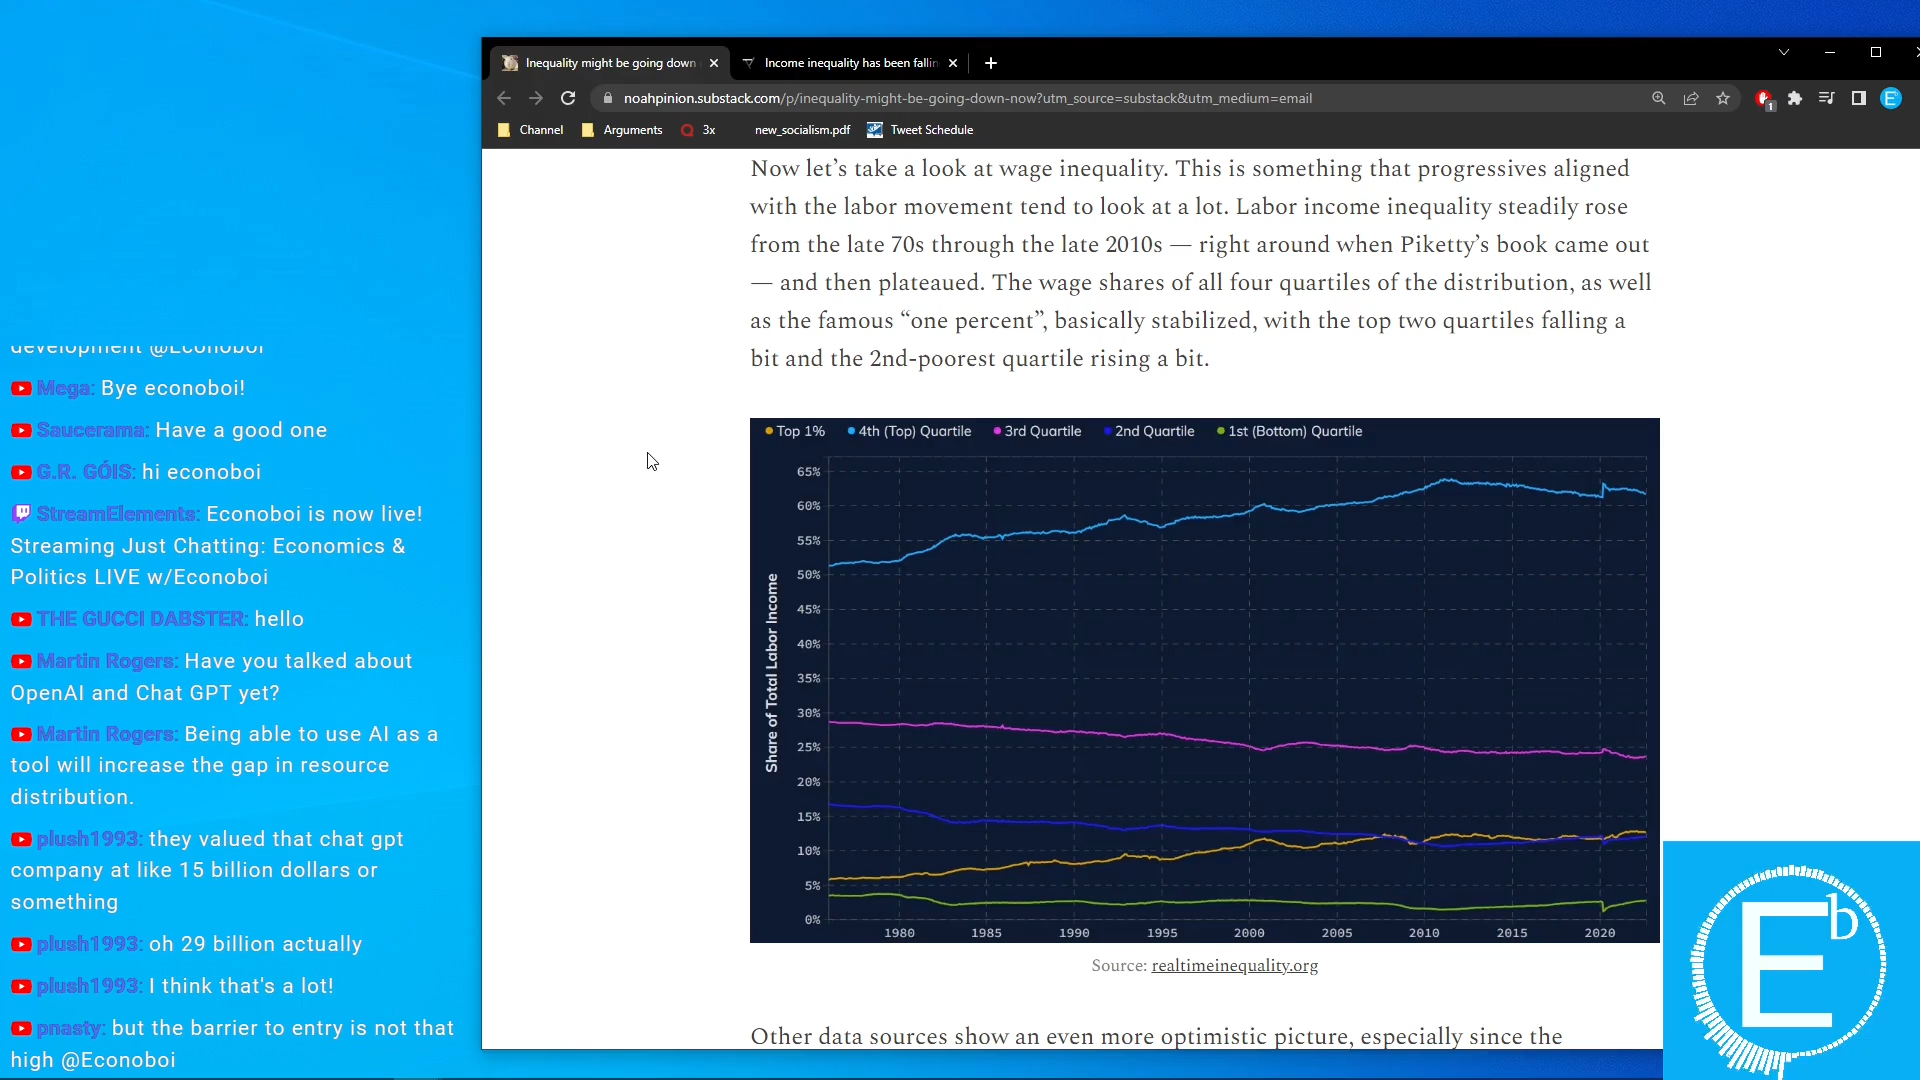 Inequality might be going down
Income inequality has been fallin
noahpinion.substack.com/p/inequality-might-be-going-down-now?utm_source=substack&utm_medium=email
1
E
Channel
Arguments
3x
new_socialism.pdf
Tweet Schedule
Now let’s take a look at wage inequality. This is something that progressives aligned
with the labor movement tend to look at a lot. Labor income inequality steadily rose
from the late 70s through the late 2010s — right around when Piketty’s book came out
— and then plateaued. The wage shares of all four quartiles of the distribution, as well
as the famous “one percent”, basically stabilized, with the top two quartiles falling a
bit and the 2nd-poorest quartile rising a bit.
Top 1% 4th (Top) Quartile 3rd Quartile 2nd Quartile 1st (Bottom) Quartile
Share of Total Labor Income
65%
60%
55%
50%
45%
40%
35%
30%
25%
20%
15%
10%
5%
0%
1980 1985 1990 1995 2000 2005 2010 2015 2020
Source: realtimeinequality.org
Other data sources show an even more optimistic picture, especially since the
development @Econoboi
Mega: Bye econoboi!
Saucerama: Have a good one
G.R. GÓIS: hi econoboi
StreamElements: Econoboi is now live!
Streaming Just Chatting: Economics &
Politics LIVE w/Econoboi
THE GUCCI DABSTER: hello
Martin Rogers: Have you talked about
OpenAI and Chat GPT yet?
Martin Rogers: Being able to use AI as a
tool will increase the gap in resource
distribution.
plush1993: they valued that chat gpt
company at like 15 billion dollars or
something
plush1993: oh 29 billion actually
plush1993: I think that's a lot!
pnasty: but the barrier to entry is not that
high @Econoboi
Eb